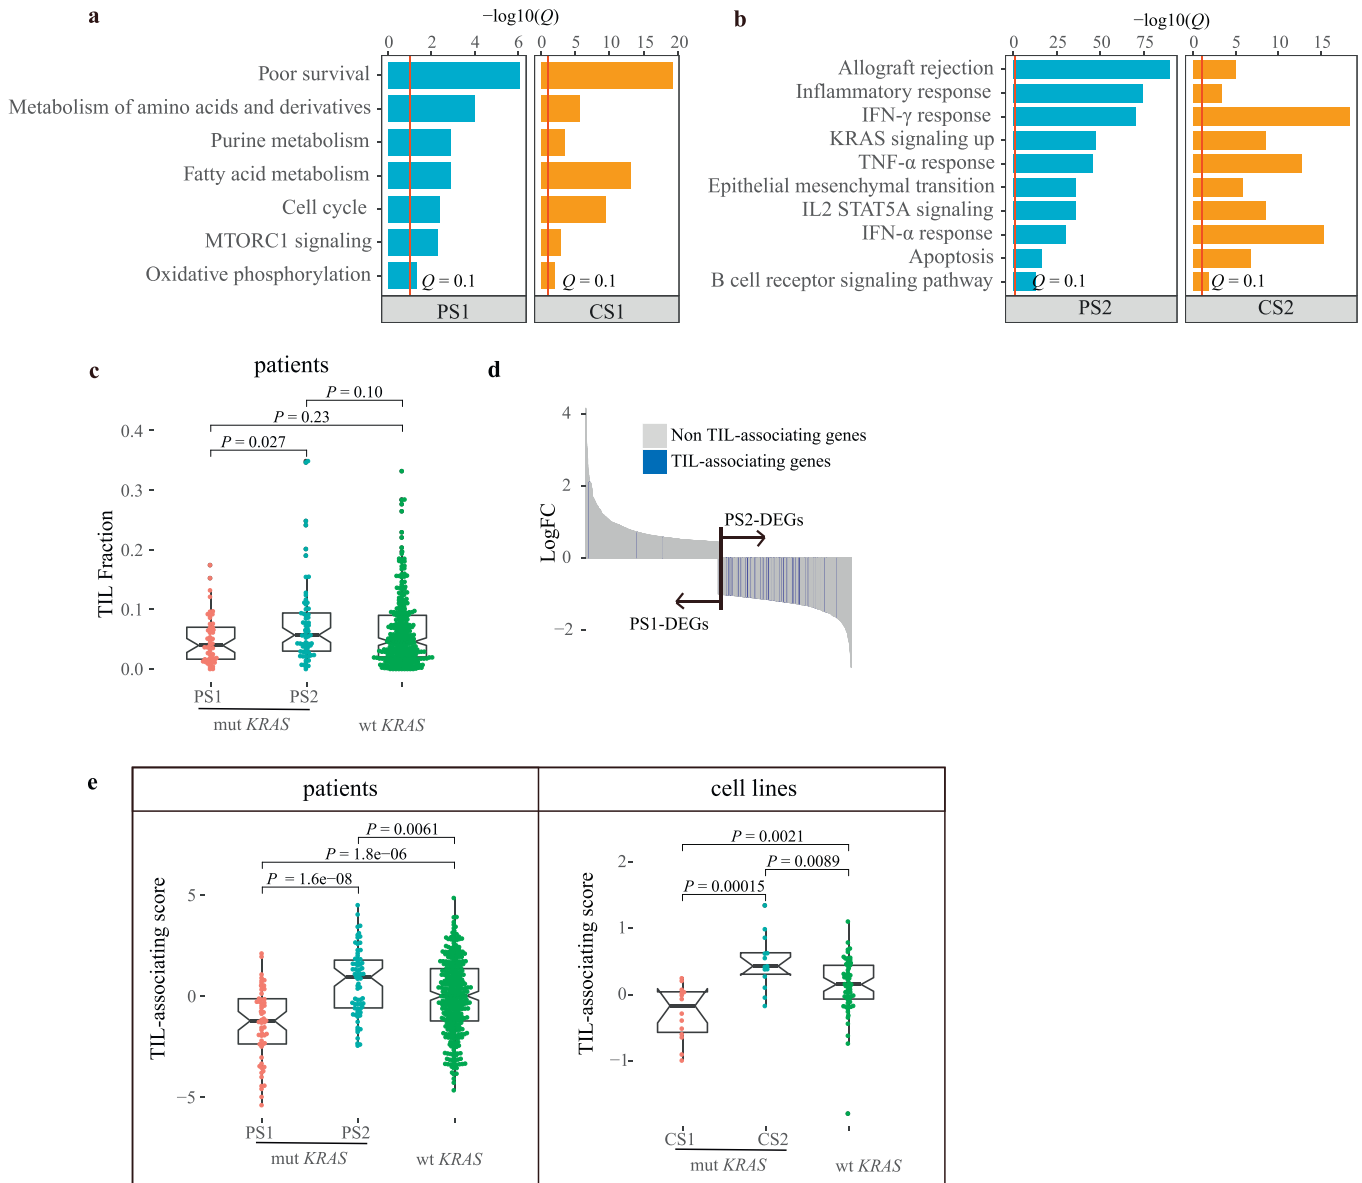 a
−log10(Q)
0 2 4 6 0 5 10 15 20
Poor survival
Metabolism of amino acids and derivatives
Purine metabolism
Fatty acid metabolism
Cell cycle
MTORC1 signaling
Oxidative phosphorylation
Q = 0.1 Q = 0.1
PS1 CS1
b
−log10(Q)
0 25 50 75 0 5 10 15
Allograft rejection
Inflammatory response
IFN-γ response
KRAS signaling up
TNF-α response
Epithelial mesenchymal transition
IL2 STAT5A signaling
IFN-α response
Apoptosis
B cell receptor signaling pathway
Q = 0.1 Q = 0.1
PS2 CS2
c
patients
P = 0.10
P = 0.23
P = 0.027
TIL Fraction
0.4
0.3
0.2
0.1
0.0
PS1 PS2
mut KRAS wt KRAS
d
LogFC
4
2
0
−2
Non TIL-associating genes
TIL-associating genes
PS2-DEGs
PS1-DEGs
e
patients
P = 0.0061
P = 1.8e−06
P = 1.6e−08
TIL-associating score
5
0
−5
PS1 PS2
mut KRAS wt KRAS
cell lines
P = 0.0021
P = 0.0089
P = 0.00015
TIL-associating score
2
1
0
−1
CS1 CS2
mut KRAS wt KRAS